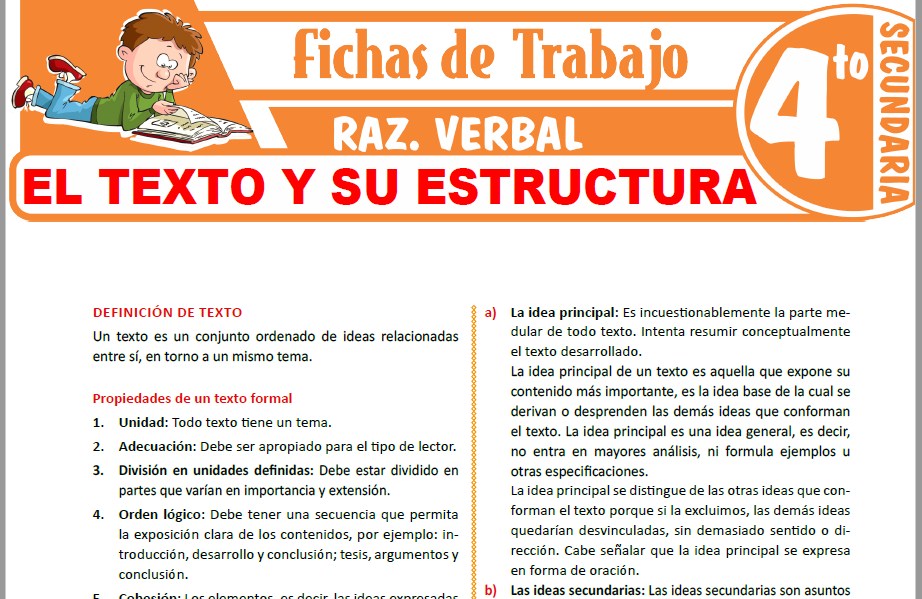 Fichas de Trabajo
RAZ. VERBAL
4to
SECUNDARIA
EL TEXTO Y SU ESTRUCTURA
DEFINICIÓN DE TEXTO
Un texto es un conjunto ordenado de ideas relacionadas
entre sí, en torno a un mismo tema.
Propiedades de un texto formal
1. Unidad: Todo texto tiene un tema.
2. Adecuación: Debe ser apropiado para el tipo de lector.
3. División en unidades definidas: Debe estar dividido en
partes que varían en importancia y extensión.
4. Orden lógico: Debe tener una secuencia que permita
la exposición clara de los contenidos, por ejemplo: in-
troducción, desarrollo y conclusión; tesis, argumentos y
conclusión.
5. Cohesión: Los elementos, es decir, las ideas expresadas
a) La idea principal: Es incuestionablemente la parte me-
dular de todo texto. Intenta resumir conceptualmente
el texto desarrollado.
La idea principal de un texto es aquella que expone su
contenido más importante, es la idea base de la cual se
derivan o desprenden las demás ideas que conforman
el texto. La idea principal es una idea general, es decir,
no entra en mayores análisis, ni formula ejemplos u
otras especificaciones.
La idea principal se distingue de las otras ideas que con-
forman el texto porque si la excluimos, las demás ideas
quedarían desvinculadas, sin demasiado sentido o di-
rección. Cabe señalar que la idea principal se expresa
en forma de oración.
b) Las ideas secundarias: Las ideas secundarias son asuntos